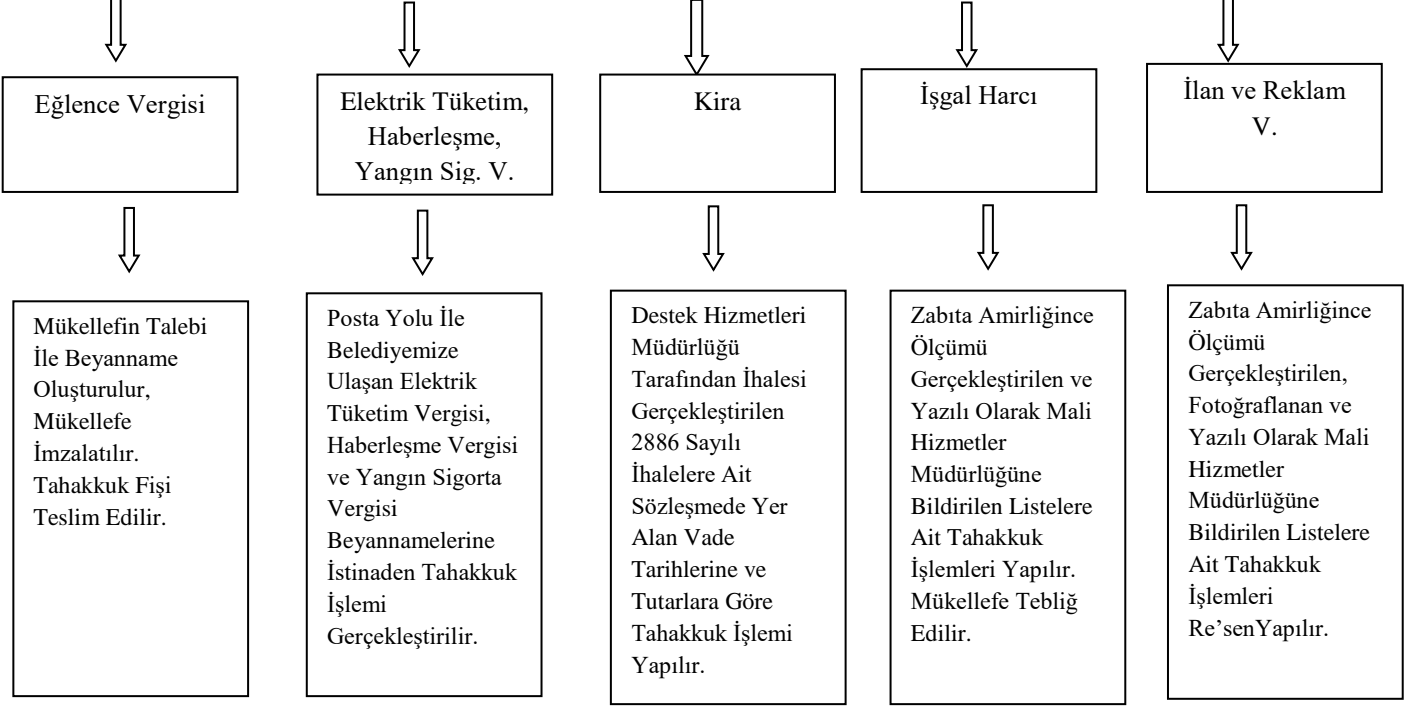 Eğlence Vergisi
Elektrik Tüketim,
Haberleşme,
Yangın Sig. V.
Kira
İşgal Harcı
İlan ve Reklam
V.
Mükellefin Talebi
İle Beyanname
Oluşturulur,
Mükellefe
İmzalatılır.
Tahakkuk Fişi
Teslim Edilir.
Posta Yolu İle
Belediyemize
Ulaşan Elektrik
Tüketim Vergisi,
Haberleşme Vergisi
ve Yangın Sigorta
Vergisi
Beyannamelerine
İstinaden Tahakkuk
İşlemi
Gerçekleştirilir.
Destek Hizmetleri
Müdürlüğü
Tarafından İhalesi
Gerçekleştirilen
2886 Sayılı
İhalelere Ait
Sözleşmede Yer
Alan Vade
Tarihlerine ve
Tutarlara Göre
Tahakkuk İşlemi
Yapılır.
Zabıta Amirliğince
Ölçümü
Gerçekleştirilen ve
Yazılı Olarak Mali
Hizmetler
Müdürlüğüne
Bildirilen Listelere
Ait Tahakkuk
İşlemleri Yapılır.
Mükellefe Tebliğ
Edilir.
Zabıta Amirliğince
Ölçümü
Gerçekleştirilen,
Fotoğraflanan ve
Yazılı Olarak Mali
Hizmetler
Müdürlüğüne
Bildirilen Listelere
Ait Tahakkuk
İşlemleri
Re’senYapılır.